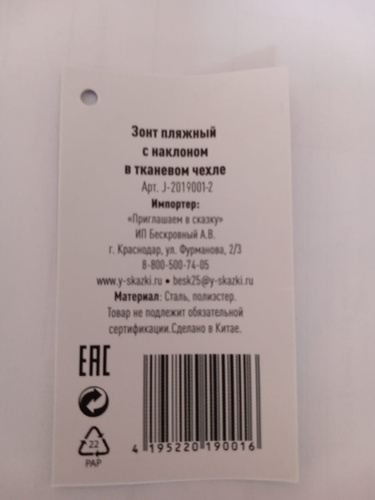 Зонт пляжный
с наклоном
в тканевом чехле
Арт. J-2019001-2
Импортер:
«Приглашаем в сказку»
ИП Бескровный А.В.
г. Краснодар, ул. Фурманова, 2/3
8-800-500-74-05
www.y-skazki.ru • besk25@y-skazki.ru
Материал: Сталь, полиэстер.
Товар не подлежит обязательной
сертификации.Сделано в Китае.
EAC
22
PAP
4 195220 190016